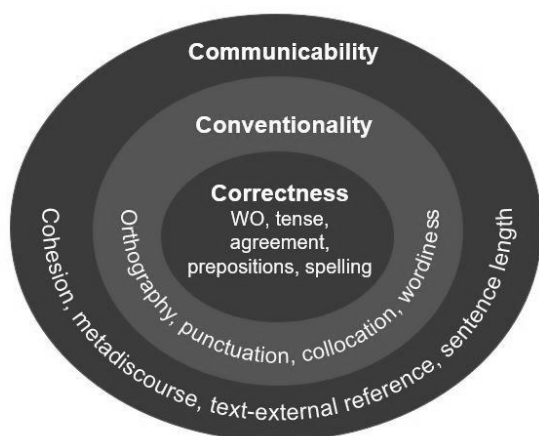 Communicability
Conventionality
Correctness
WO, tense,
agreement,
prepositions, spelling
Orthography, punctuation, collocation, wordiness
Cohesion, metadiscourse, text-external reference, sentence length